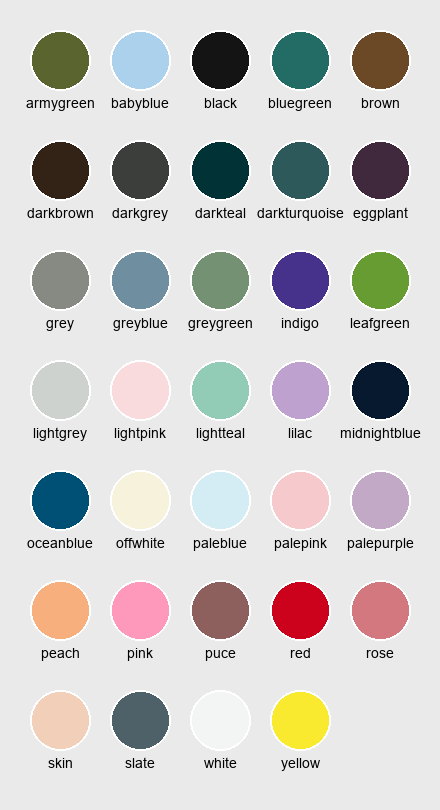 armygreen babyblue black bluegreen brown
darkbrown darkgrey darkteal darkturquoise eggplant
grey greyblue greygreen indigo leafgreen
lightgrey lightpink lightteal lilac midnightblue
oceanblue offwhite paleblue palepink palepurple
peach pink puce red rose
skin slate white yellow